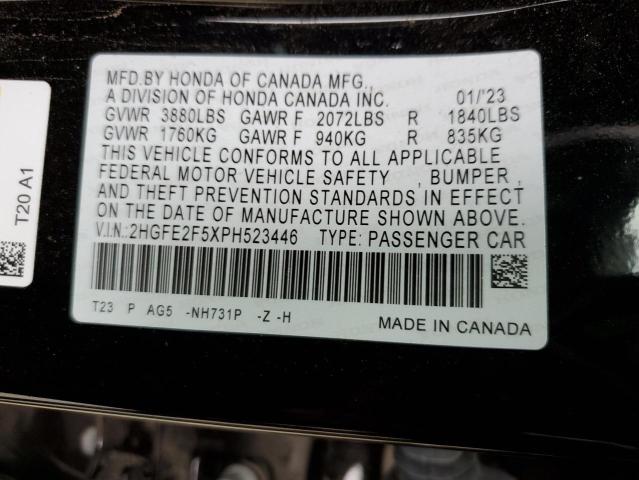 MFD.BY HONDA OF CANADA MFG.,
A DIVISION OF HONDA CANADA INC. 01/'23
GVWR 3880LBS GAWR F 2072LBS R 1840LBS
GVWR 1760KG GAWR F 940KG R 835KG
THIS VEHICLE CONFORMS TO ALL APPLICABLE
FEDERAL MOTOR VEHICLE SAFETY , BUMPER ,
AND THEFT PREVENTION STANDARDS IN EFFECT
ON THE DATE OF MANUFACTURE SHOWN ABOVE.
V.I.N.:2HGFE2F5XPH523446 TYPE: PASSENGER CAR
T23 P AG5 -NH731P -Z -H
MADE IN CANADA
T20 A1